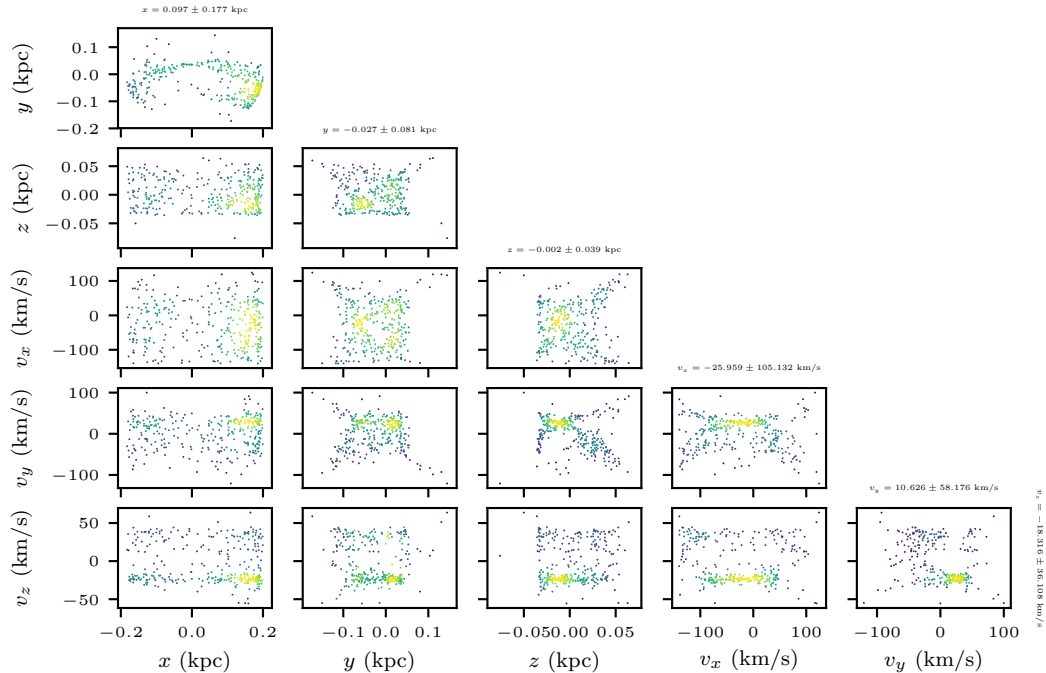 x = 0.097 ± 0.177 kpc
0.1
0.0
−0.1
−0.2
y (kpc)
y = −0.027 ± 0.081 kpc
0.05
0.00
−0.05
z (kpc)
z = −0.002 ± 0.039 kpc
100
0
−100
v_x (km/s)
v_x = −25.959 ± 105.132 km/s
100
0
−100
v_y (km/s)
v_y = 10.626 ± 58.176 km/s
v_z = −18.316 ± 36.108 km/s
50
0
−50
v_z (km/s)
−0.2 0.0 0.2 −0.1 0.0 0.1 −0.05 0.00 0.05 −100 0 100 −100 0 100
x (kpc) y (kpc) z (kpc) v_x (km/s) v_y (km/s)